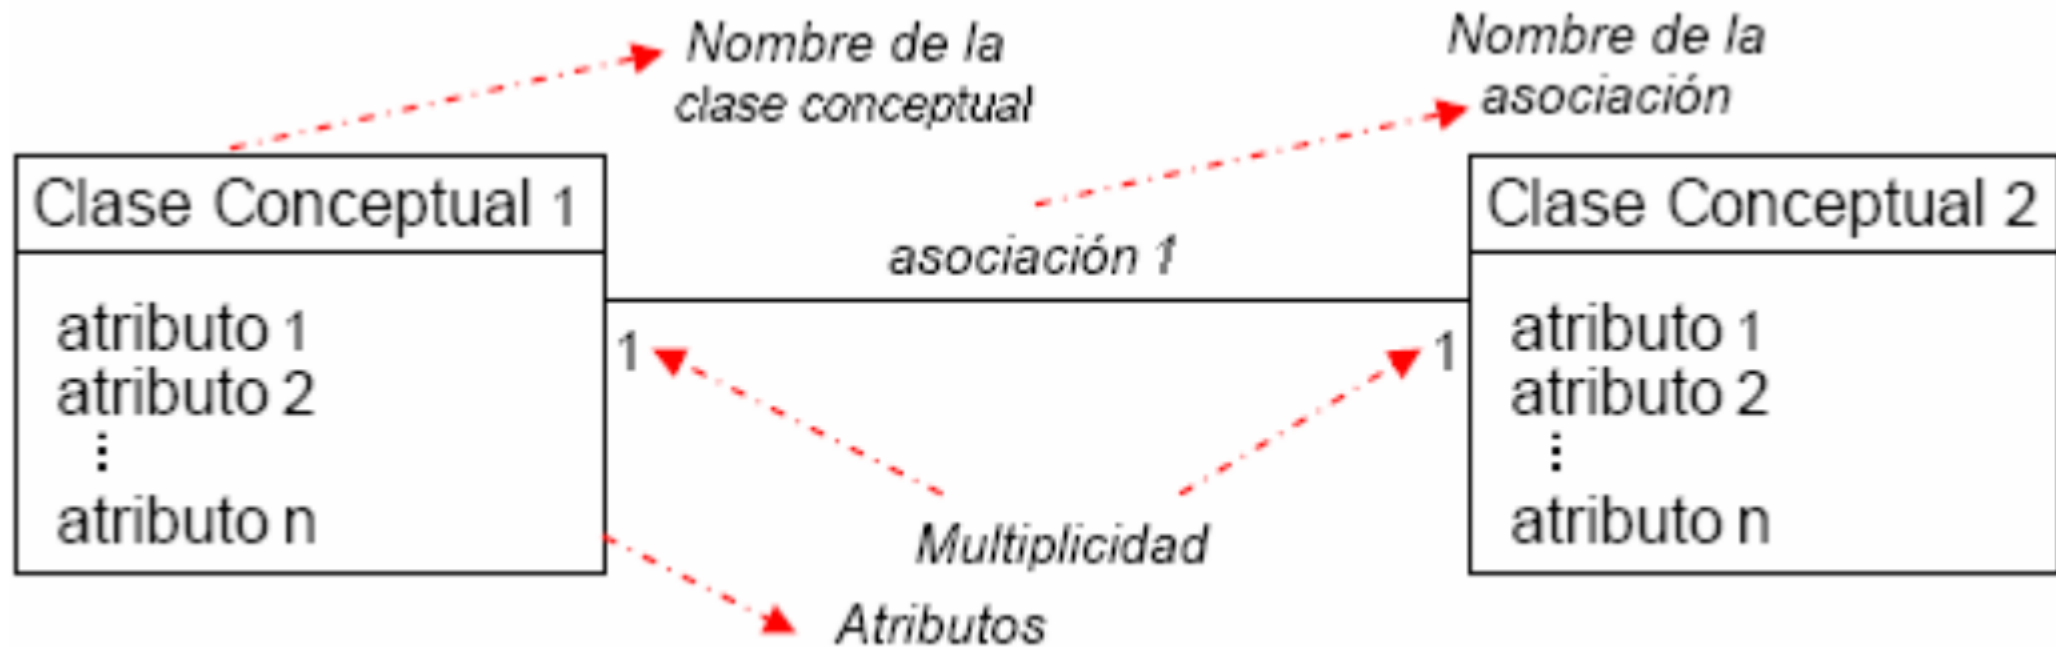 Nombre de la
clase conceptual
Nombre de la
asociación
Clase Conceptual 1
asociación 1
Clase Conceptual 2
atributo 1
atributo 2
⋮
atributo n
1
1
atributo 1
atributo 2
⋮
atributo n
Multiplicidad
Atributos